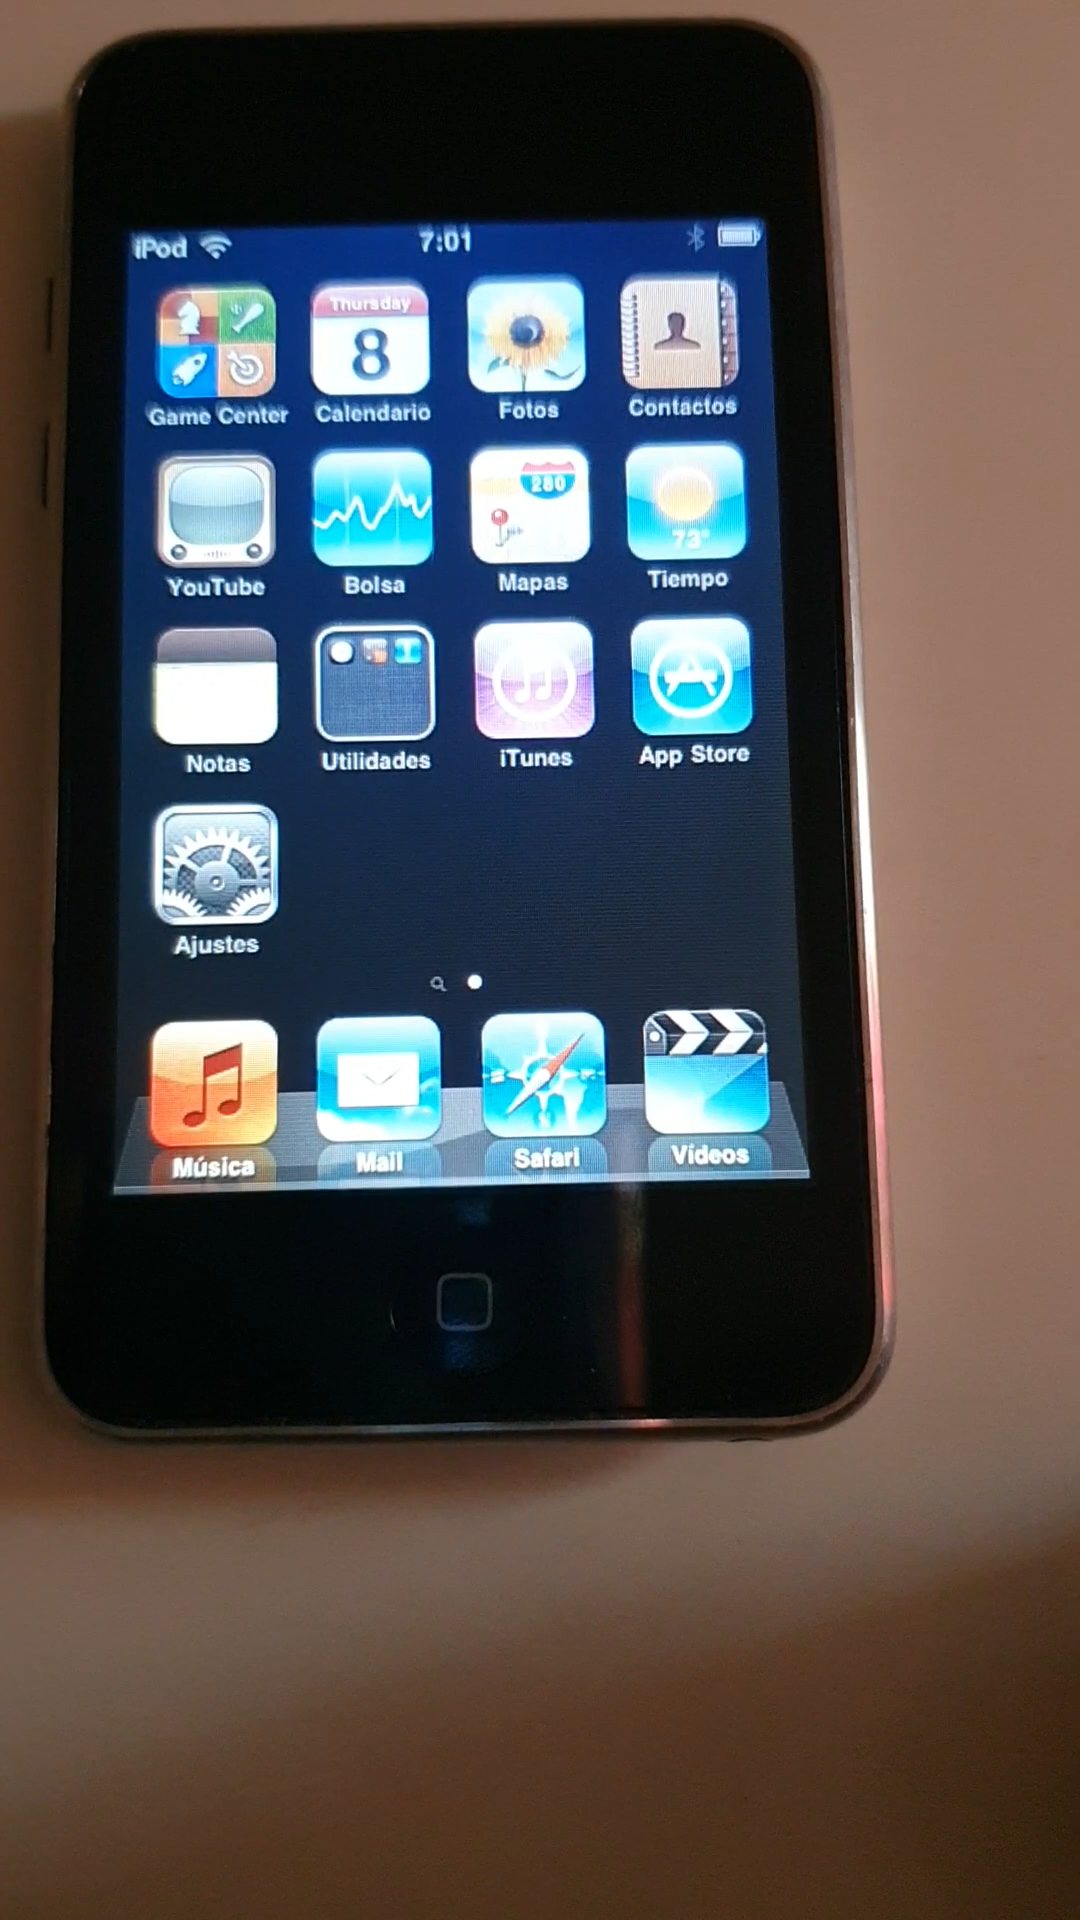 iPod 7:01
Thursday
8
Game Center Calendario Fotos Contactos
280
73°
YouTube Bolsa Mapas Tiempo
Notas Utilidades iTunes App Store
Ajustes
Música Mail Safari Vídeos